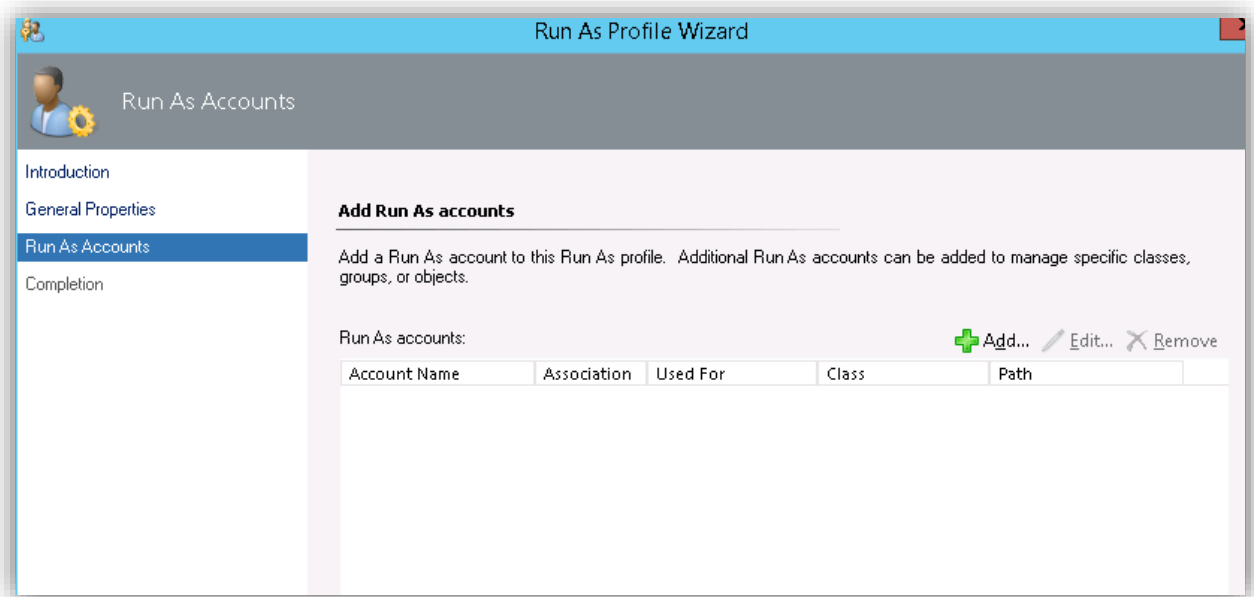 Run As Profile Wizard
Run As Accounts
Introduction
General Properties
Run As Accounts
Completion
Add Run As accounts
Add a Run As account to this Run As profile.  Additional Run As accounts can be added to manage specific classes,
groups, or objects.
Run As accounts:
Add... Edit... Remove
Account Name Association Used For Class Path